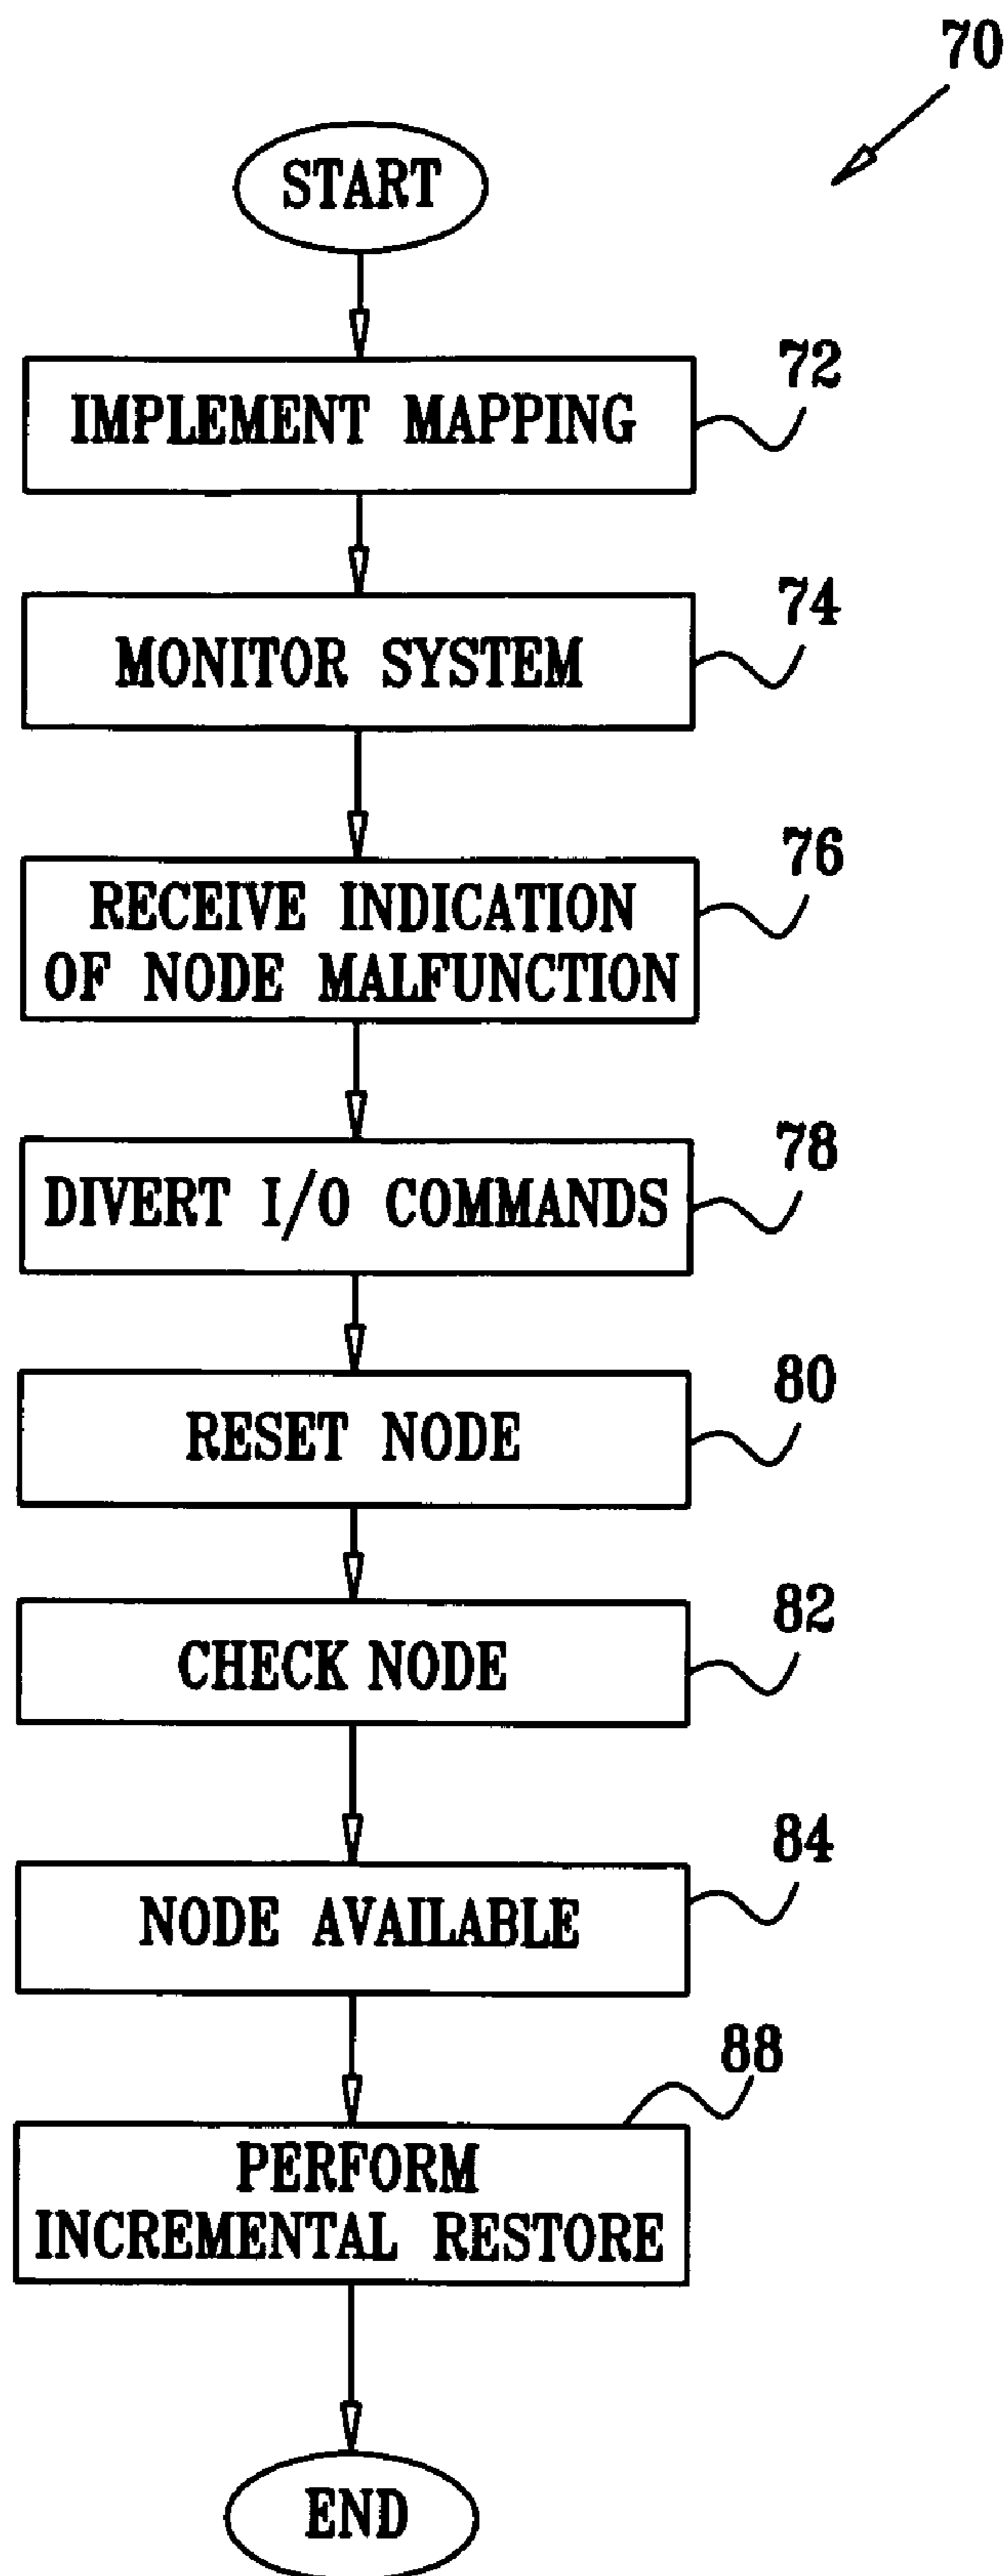 70
START
IMPLEMENT MAPPING
72
MONITOR SYSTEM
74
RECEIVE INDICATION
OF NODE MALFUNCTION
76
DIVERT I/O COMMANDS
78
RESET NODE
80
CHECK NODE
82
NODE AVAILABLE
84
PERFORM
INCREMENTAL RESTORE
88
END